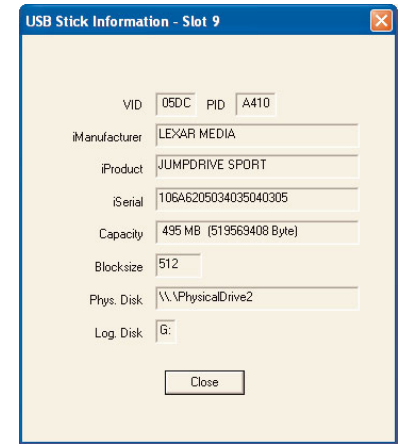 USB Stick Information - Slot 9
VID 05DC PID A410
iManufacturer LEXAR MEDIA
iProduct JUMPDRIVE SPORT
iSerial 106A6205034035040305
Capacity 495 MB (519569408 Byte)
Blocksize 512
Phys. Disk \\.\PhysicalDrive2
Log. Disk G:
Close